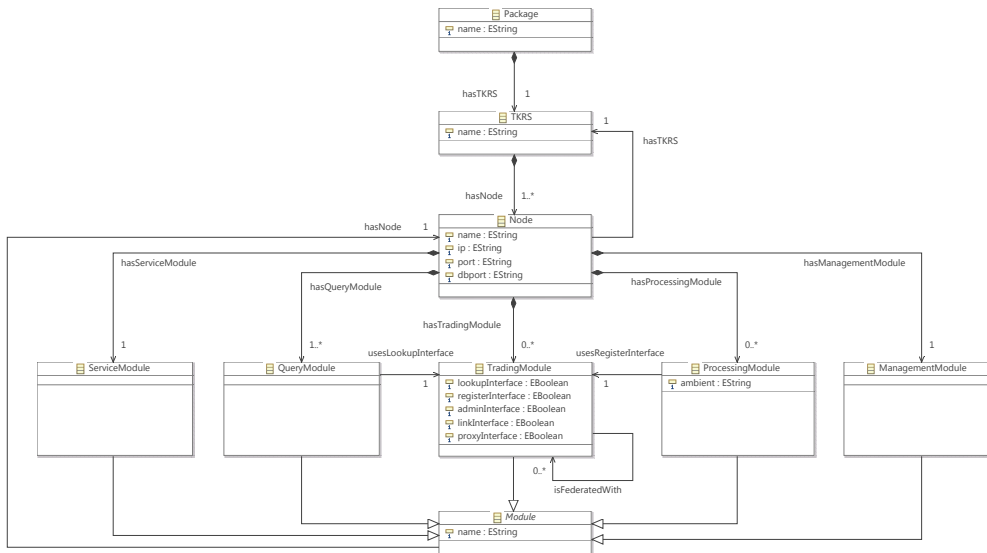 Package
name : EString
hasTKRS 1
TKRS
name : EString
1
hasTKRS
hasNode 1..*
Node
name : EString
ip : EString
port : EString
dbport : EString
hasNode 1
hasServiceModule
hasManagementModule
hasQueryModule
hasProcessingModule
hasTradingModule
1
1..*
0..*
0..*
1
usesLookupInterface
1
usesRegisterInterface
1
ServiceModule
QueryModule
TradingModule
lookupInterface : EBoolean
registerInterface : EBoolean
adminInterface : EBoolean
linkInterface : EBoolean
proxyInterface : EBoolean
ProcessingModule
ambient : EString
ManagementModule
0..*
isFederatedWith
Module
name : EString